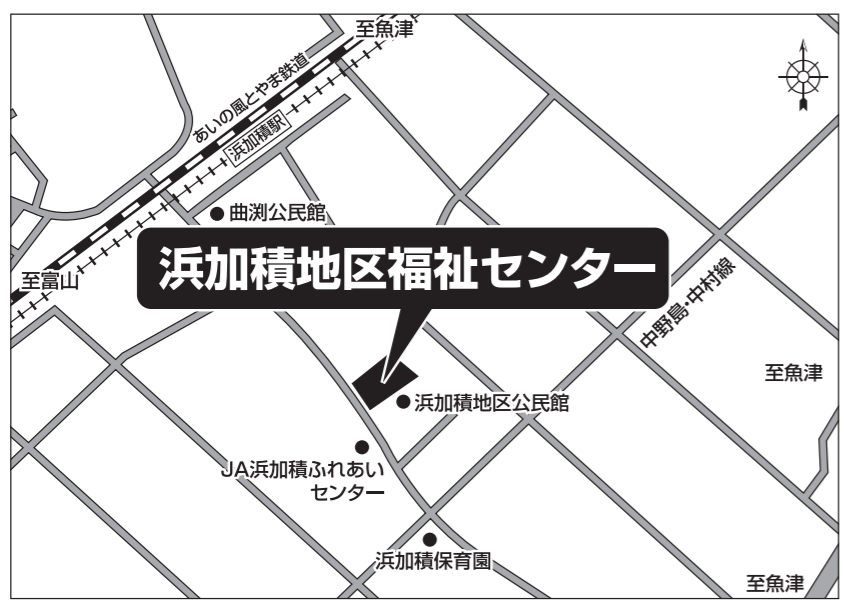 至魚津
あいの風とやま鉄道
浜加積駅
曲渕公民館
浜加積地区福祉センター
至富山
中野島・中村線
至魚津
浜加積地区公民館
JA浜加積ふれあい
センター
浜加積保育園
至魚津